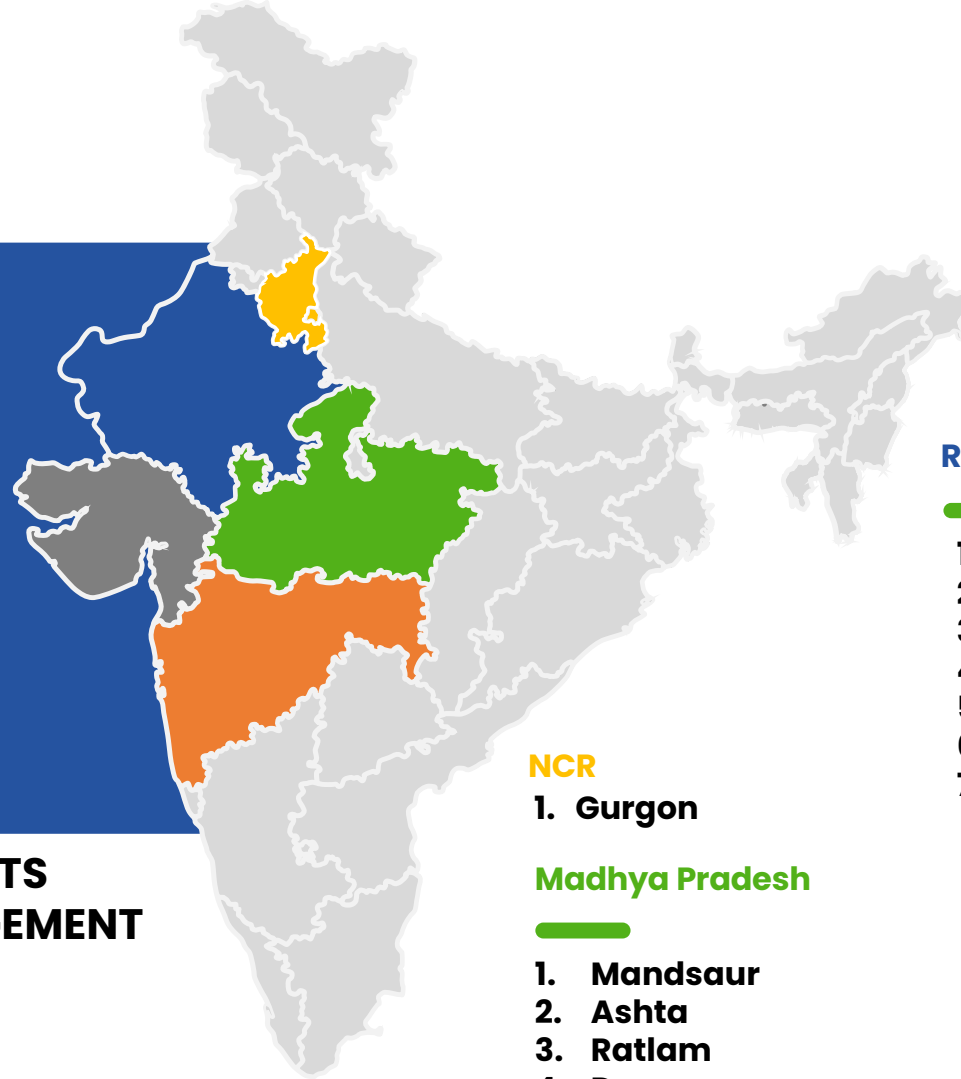 TS
EMENT
NCR
1. Gurgon
Madhya Pradesh
1. Mandsaur
2. Ashta
3. Ratlam
R